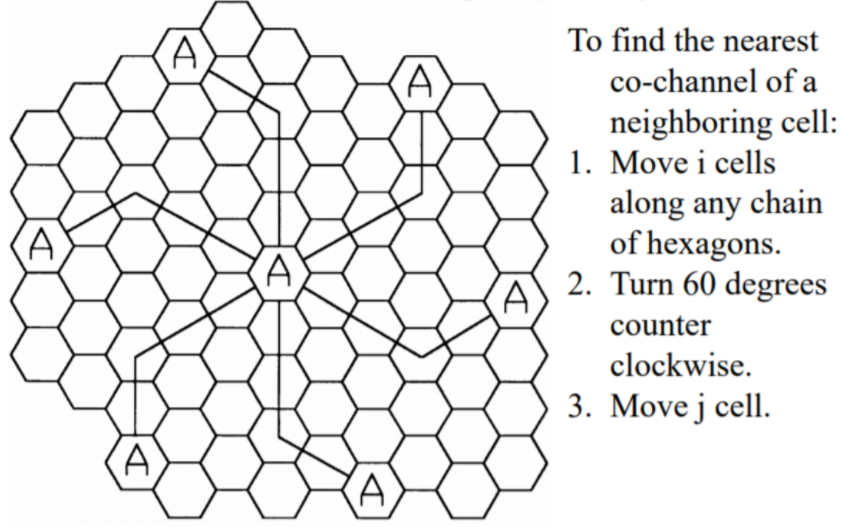 A
A
A
A
A
A
A
To find the nearest
co-channel of a
neighboring cell:
1. Move i cells
along any chain
of hexagons.
2. Turn 60 degrees
counter
clockwise.
3. Move j cell.